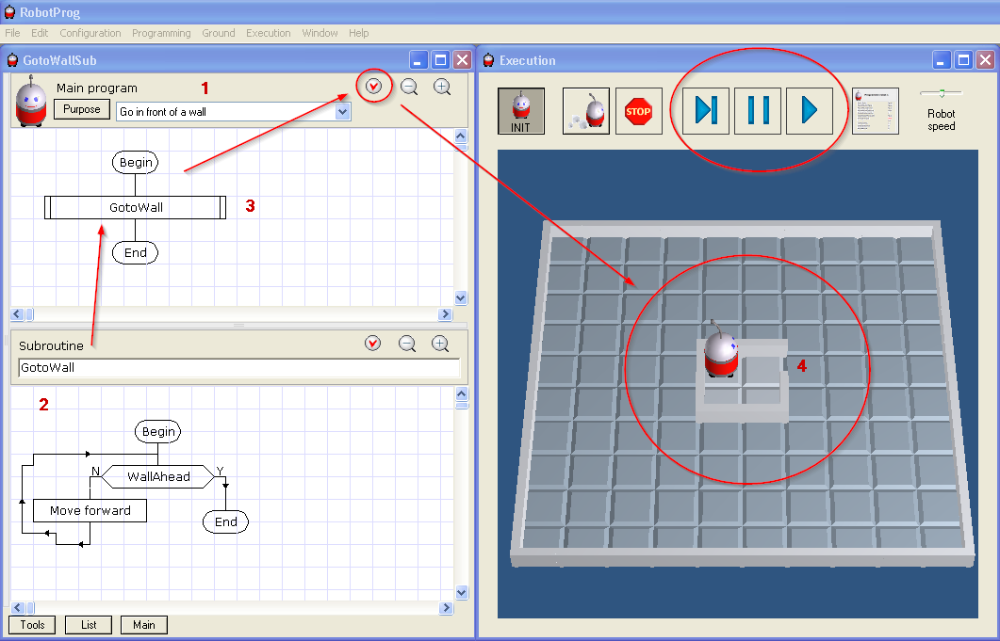 RobotProg
File Edit Configuration Programming Ground Execution Window Help
GotoWallSub
Main program
1
Purpose
Go in front of a wall
Begin
GotoWall
3
End
Subroutine
GotoWall
2
Begin
N
WallAhead
Y
Move forward
End
Tools List Main
Execution
INIT
STOP
Robot
speed
4